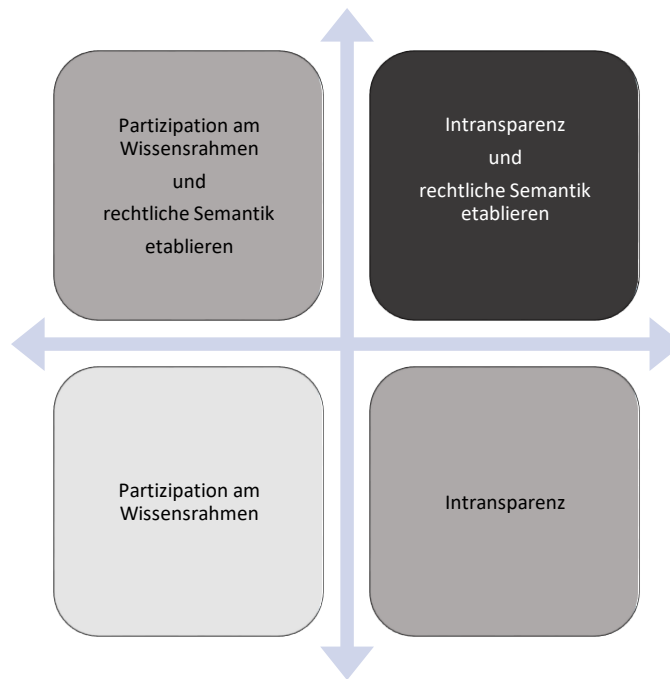 Partizipation am
Wissensrahmen
und
rechtliche Semantik
etablieren
Intransparenz
und
rechtliche Semantik
etablieren
Partizipation am
Wissensrahmen
Intransparenz